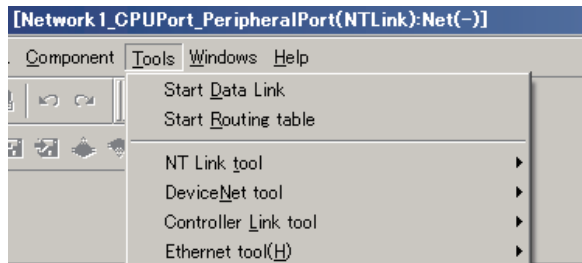 [Network1_CPUPort_PeripheralPort(NTLink):Net(-)]
Component Tools Windows Help
Start Data Link
Start Routing table
NT Link tool
DeviceNet tool
Controller Link tool
Ethernet tool(H)